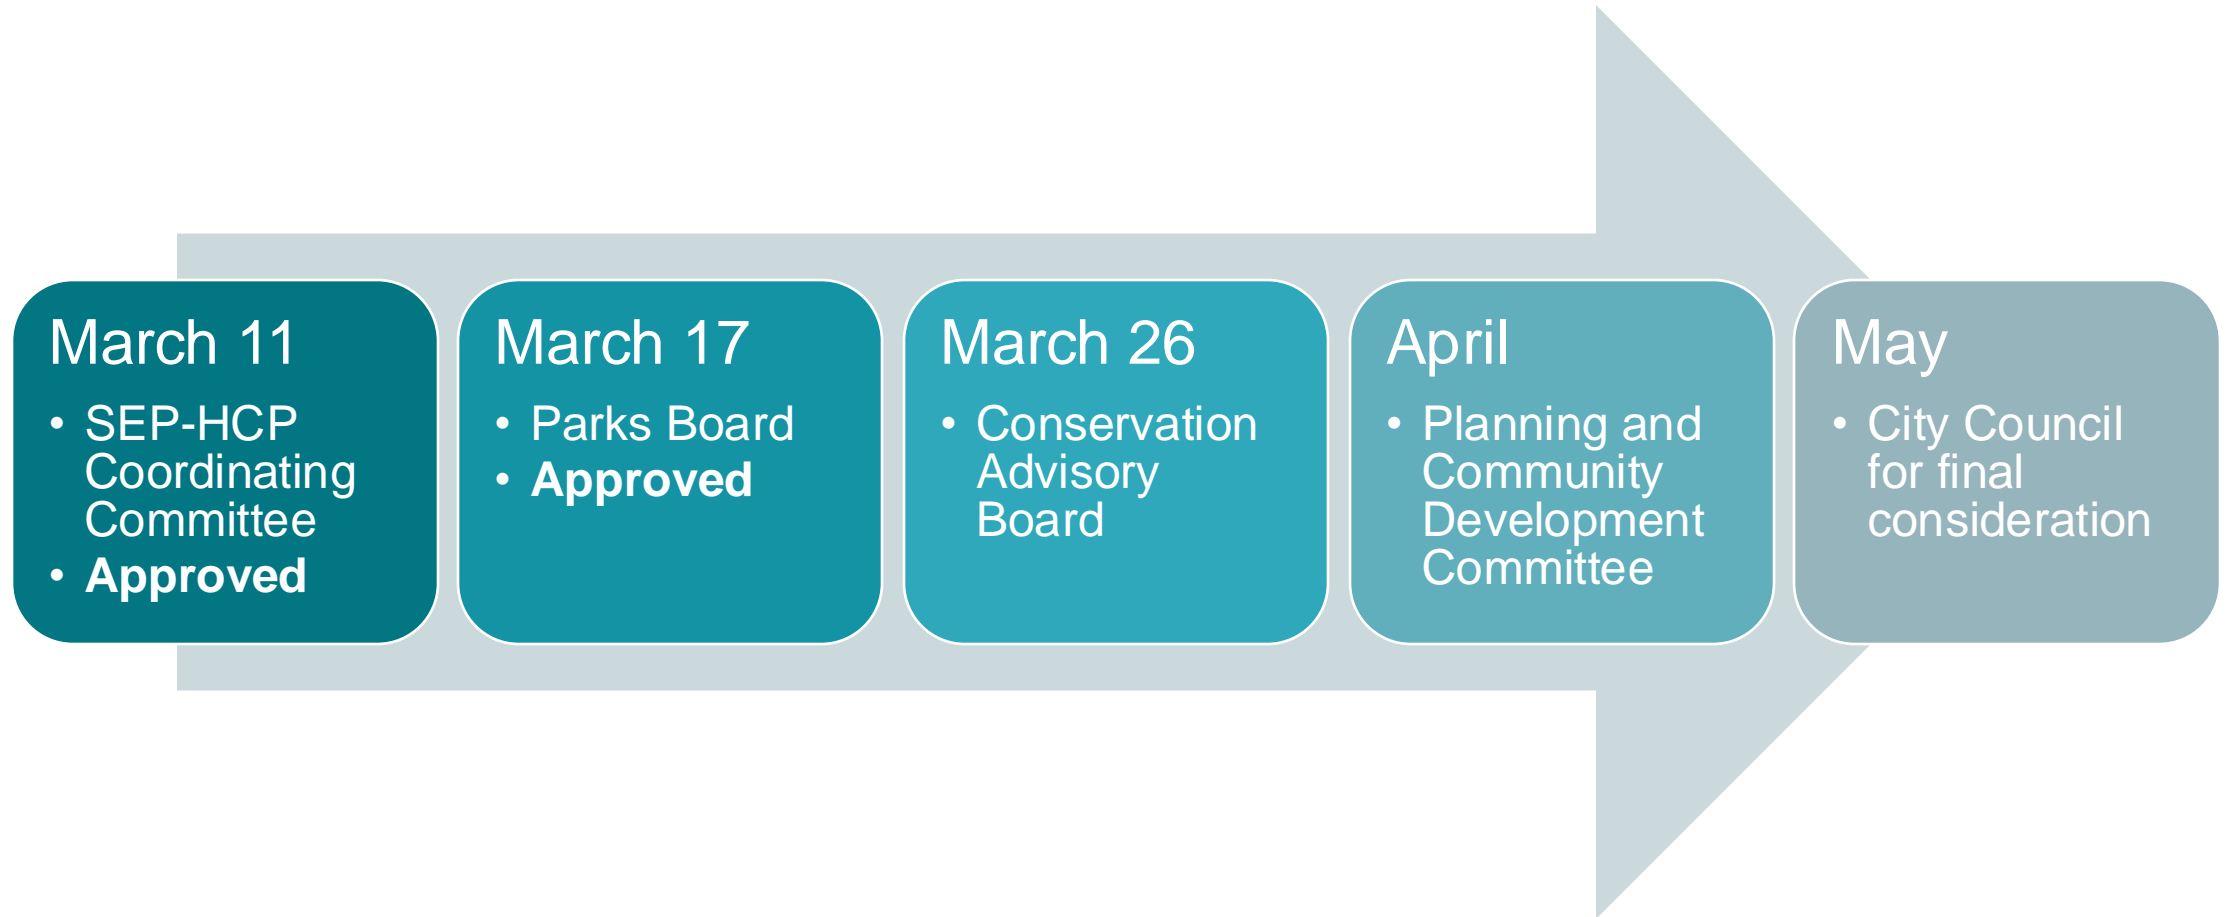 March 11
• SEP-HCP
Coordinating
Committee
• Approved
March 17
• Parks Board
• Approved
March 26
• Conservation
Advisory
Board
April
• Planning and
Community
Development
Committee
May
• City Council
for final
consideration